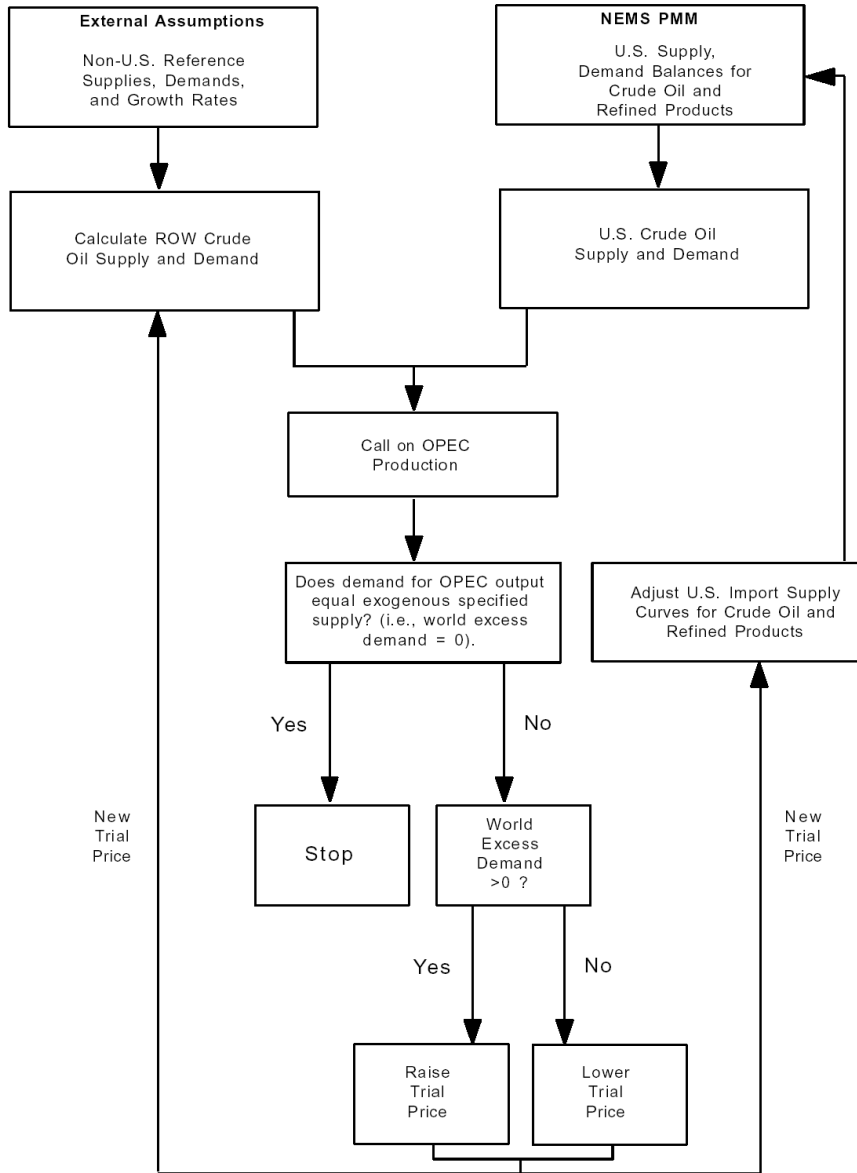 External Assumptions
Non-U.S. Reference
Supplies, Demands,
and Growth Rates
NEMS PMM
U.S. Supply,
Demand Balances for
Crude Oil and
Refined Products
Calculate ROW Crude
Oil Supply and Demand
U.S. Crude Oil
Supply and Demand
Call on OPEC
Production
Does demand for OPEC output
equal exogenous specified
supply? (i.e., world excess
demand = 0).
Adjust U.S. Import Supply
Curves for Crude Oil and
Refined Products
Yes
No
New
Trial
Price
Stop
World
Excess
Demand
>0 ?
New
Trial
Price
Yes
No
Raise
Trial
Price
Lower
Trial
Price